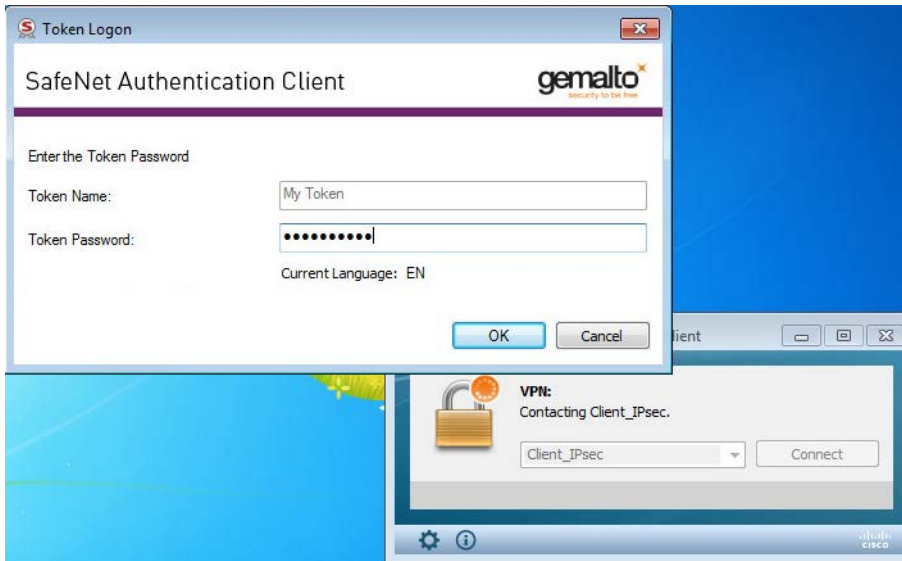 Token Logon
SafeNet Authentication Client
gemalto
security to be free
Enter the Token Password
Token Name:
My Token
Token Password:
••••••••••
Current Language: EN
OK
Cancel
lient
VPN:
Contacting Client_IPsec.
Client_IPsec
Connect
CISCO